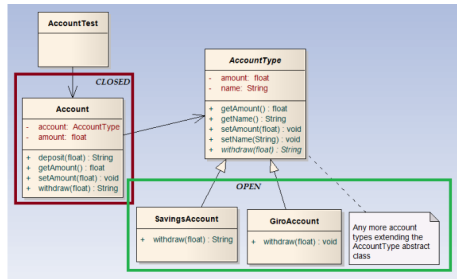 AccountTest
CLOSED
Account
- account: AccountType
- amount: float
+ deposit(float) : String
+ getAmount() : float
+ setAmount(float) : void
+ withdraw(float) : String
AccountType
- amount: float
- name: String
+ getAmount() : float
+ getName() : String
+ setAmount(float) : void
+ setName(String) : void
+ withdraw(float) : String
OPEN
SavingsAccount
+ withdraw(float) : String
GiroAccount
+ withdraw(float) : void
Any more account
types extending the
AccountType abstract
class